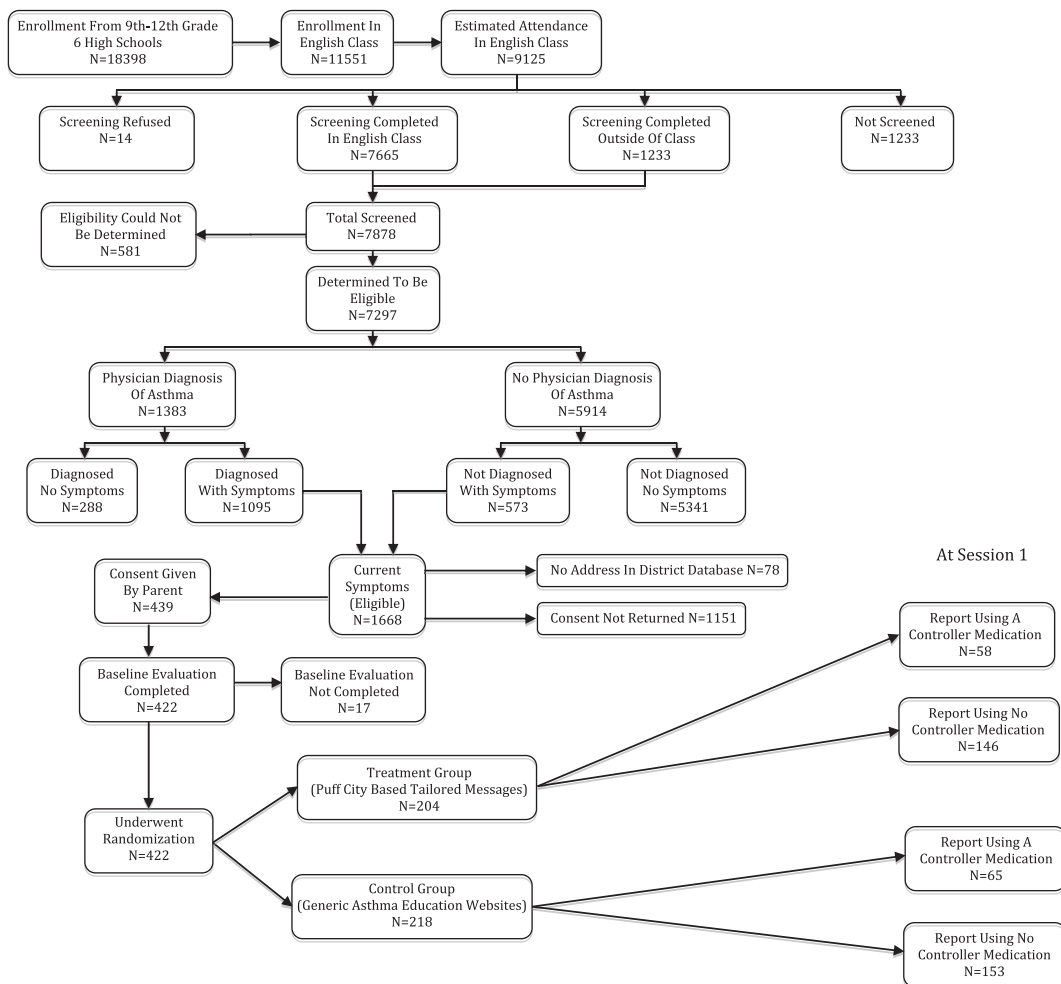 Enrollment From 9th-12th Grade
6 High Schools
N=18398
Enrollment In
English Class
N=11551
Estimated Attendance
In English Class
N=9125
Screening Refused
N=14
Screening Completed
In English Class
N=7665
Screening Completed
Outside Of Class
N=1233
Not Screened
N=1233
Eligibility Could Not
Be Determined
N=581
Total Screened
N=7878
Determined To Be
Eligible
N=7297
Physician Diagnosis
Of Asthma
N=1383
No Physician Diagnosis
Of Asthma
N=5914
Diagnosed
No Symptoms
N=288
Diagnosed
With Symptoms
N=1095
Not Diagnosed
With Symptoms
N=573
Not Diagnosed
No Symptoms
N=5341
Consent Given
By Parent
N=439
Current
Symptoms
(Eligible)
N=1668
No Address In District Database N=78
Consent Not Returned N=1151
At Session 1
Baseline Evaluation
Completed
N=422
Baseline Evaluation
Not Completed
N=17
Report Using A
Controller Medication
N=58
Report Using No
Controller Medication
N=146
Treatment Group
(Puff City Based Tailored Messages)
N=204
Underwent
Randomization
N=422
Control Group
(Generic Asthma Education Websites)
N=218
Report Using A
Controller Medication
N=65
Report Using No
Controller Medication
N=153